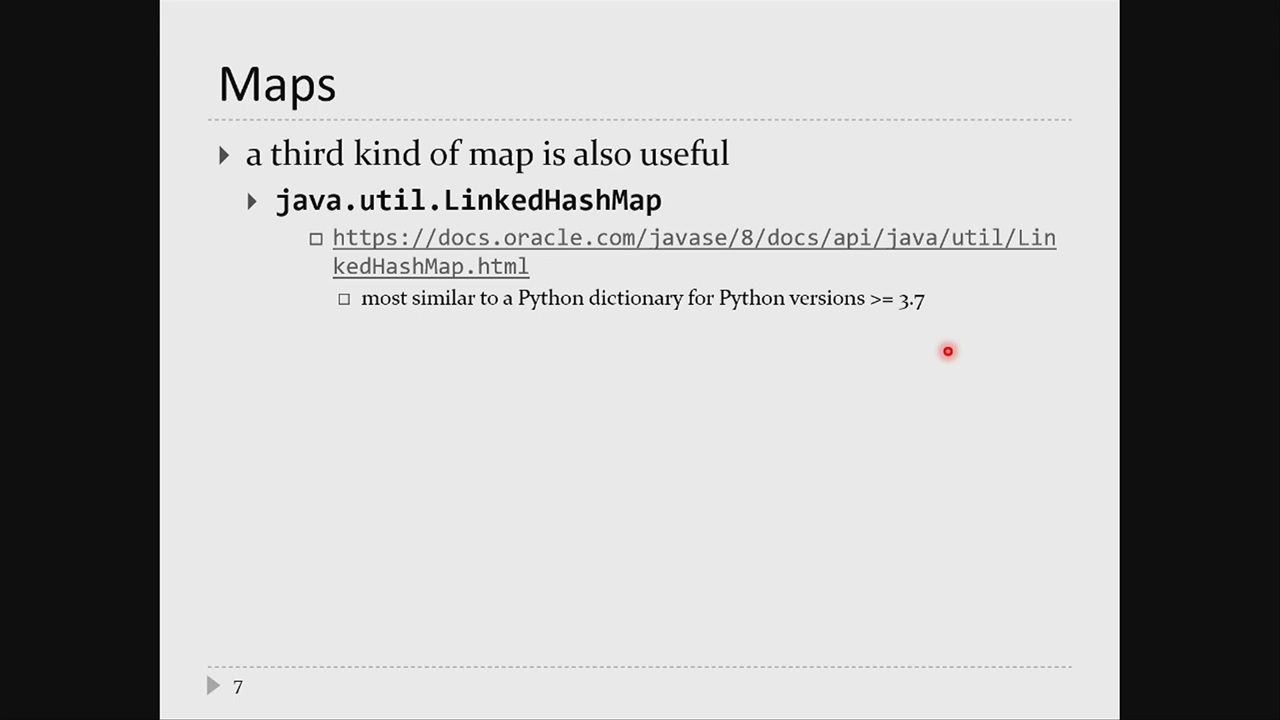 Maps
a third kind of map is also useful
java.util.LinkedHashMap
https://docs.oracle.com/javase/8/docs/api/java/util/Lin
kedHashMap.html
most similar to a Python dictionary for Python versions >= 3.7
7